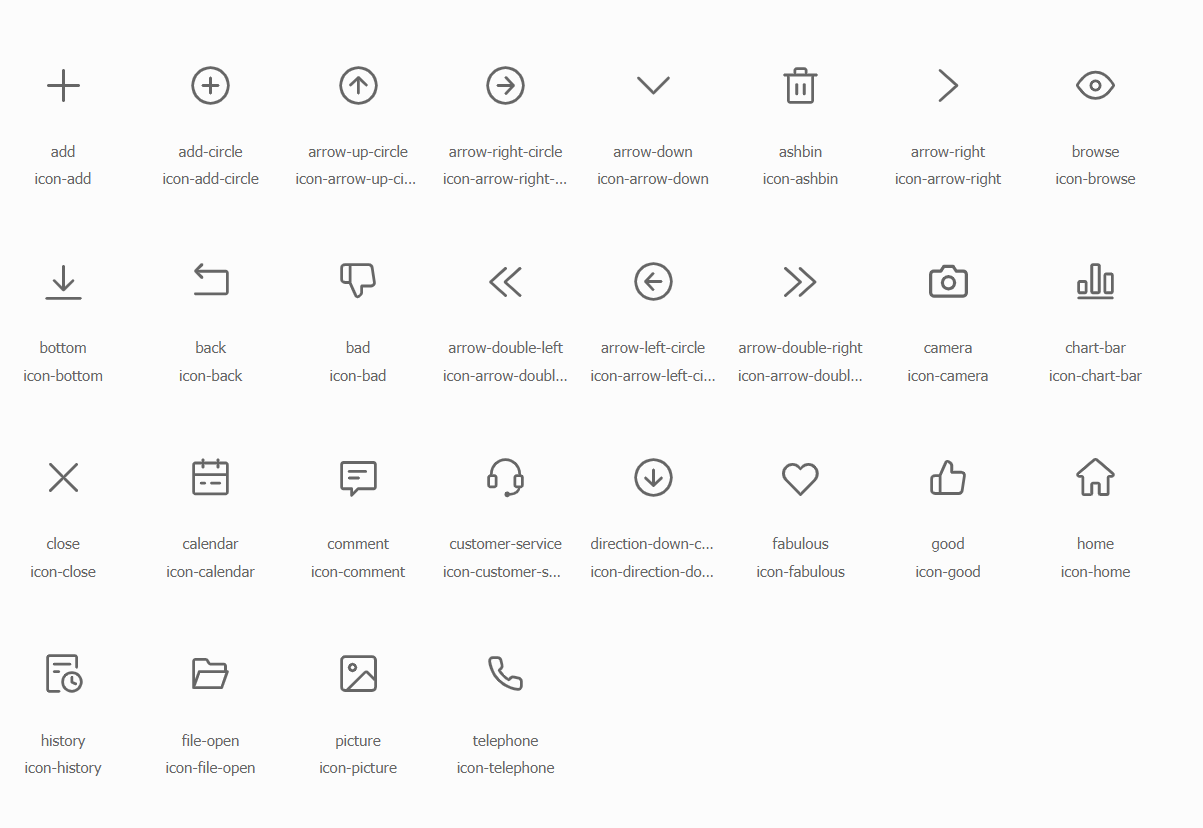 add add-circle arrow-up-circle arrow-right-circle arrow-down ashbin arrow-right browse
icon-add icon-add-circle icon-arrow-up-ci... icon-arrow-right-... icon-arrow-down icon-ashbin icon-arrow-right icon-browse
bottom back bad arrow-double-left arrow-left-circle arrow-double-right camera chart-bar
icon-bottom icon-back icon-bad icon-arrow-doubl... icon-arrow-left-ci... icon-arrow-doubl... icon-camera icon-chart-bar
close calendar comment customer-service direction-down-c... fabulous good home
icon-close icon-calendar icon-comment icon-customer-s... icon-direction-do... icon-fabulous icon-good icon-home
history file-open picture telephone
icon-history icon-file-open icon-picture icon-telephone